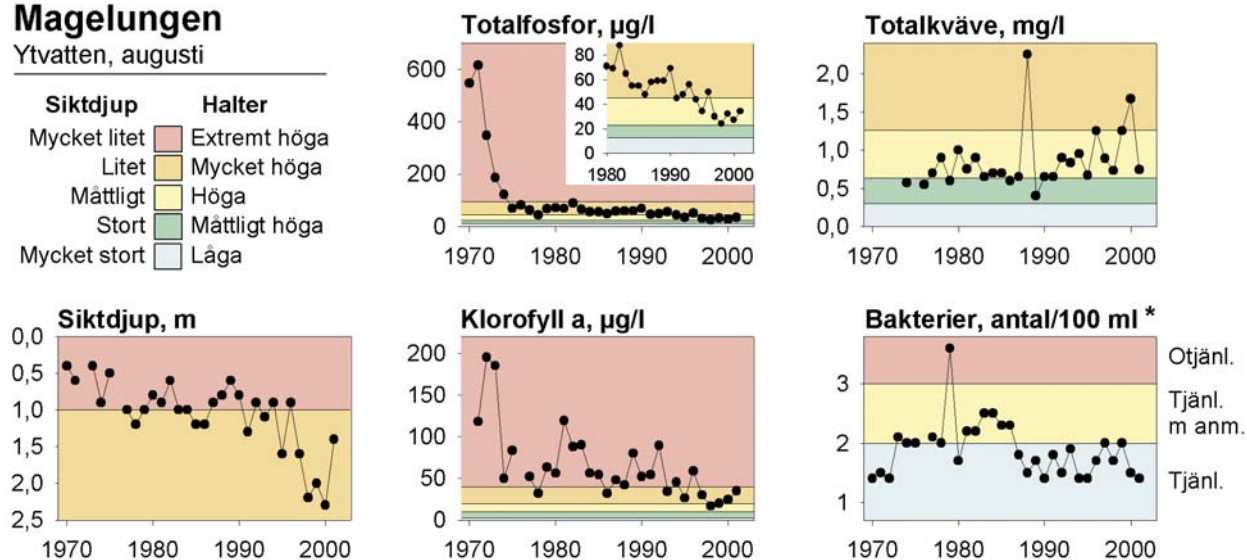 Magelungen
Ytvatten, augusti
Siktdjup Halter
Mycket litet Extremt höga
Litet Mycket höga
Måttligt Höga
Stort Måttligt höga
Mycket stort Låga
Totalfosfor, µg/l
600
400
200
0
1970 1980 1990 2000
80
60
40
20
0
1980 1990 2000
Totalkväve, mg/l
2,0
1,5
1,0
0,5
0,0
1970 1980 1990 2000
Siktdjup, m
0,0
0,5
1,0
1,5
2,0
2,5
1970 1980 1990 2000
Klorofyll a, µg/l
200
150
100
50
0
1970 1980 1990 2000
Bakterier, antal/100 ml *
3
2
1
1970 1980 1990 2000
Otjänl.
Tjänl.
m anm.
Tjänl.